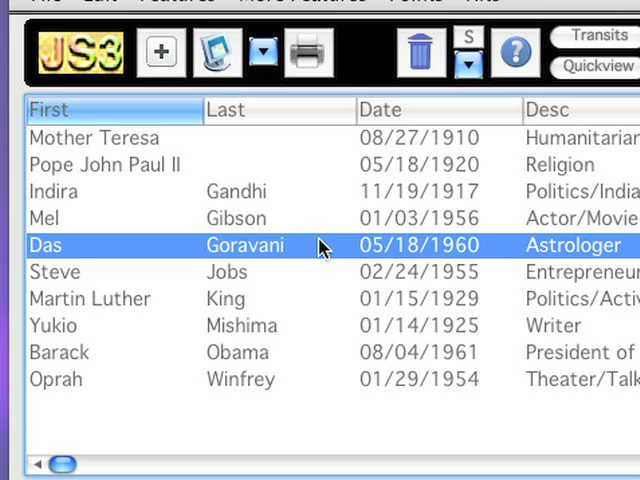 JS3 S Transits
Quickview
First Last Date Desc
Mother Teresa 08/27/1910 Humanitarian
Pope John Paul II 05/18/1920 Religion
Indira Gandhi 11/19/1917 Politics/India
Mel Gibson 01/03/1956 Actor/Movie
Das Goravani 05/18/1960 Astrologer
Steve Jobs 02/24/1955 Entrepreneur
Martin Luther King 01/15/1929 Politics/Activ
Yukio Mishima 01/14/1925 Writer
Barack Obama 08/04/1961 President of
Oprah Winfrey 01/29/1954 Theater/Talk